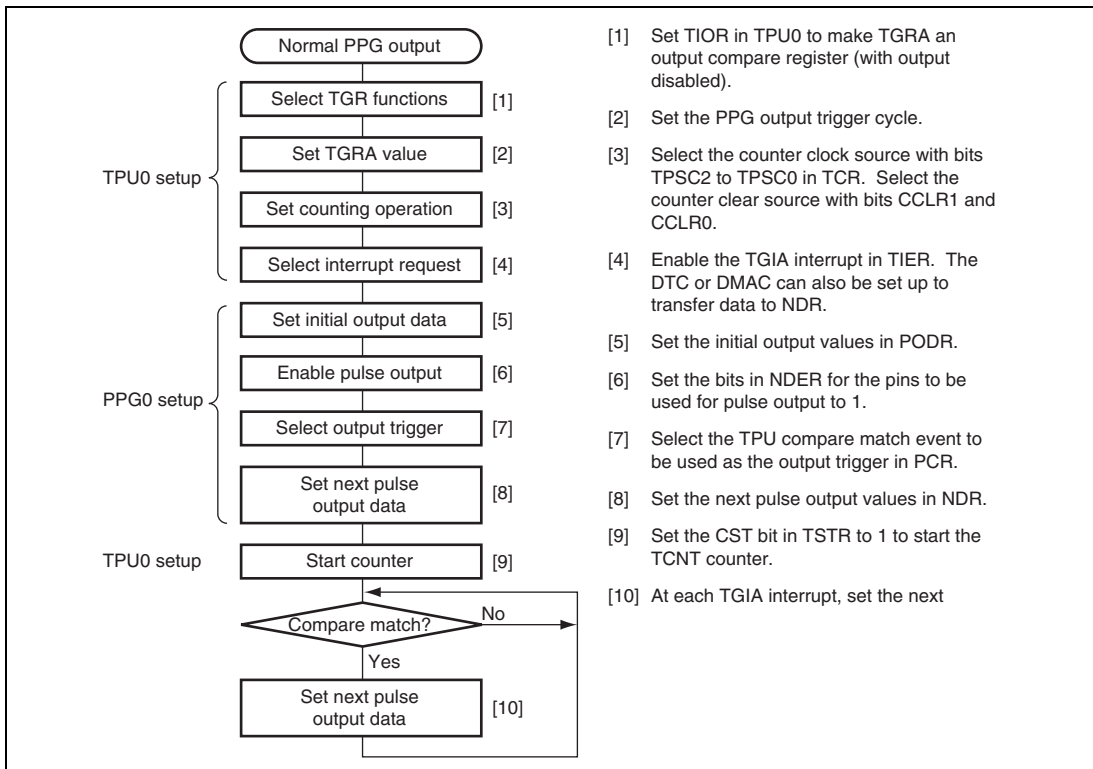 Normal PPG output
Select TGR functions [1]
Set TGRA value [2]
TPU0 setup
Set counting operation [3]
Select interrupt request [4]
Set initial output data [5]
Enable pulse output [6]
PPG0 setup
Select output trigger [7]
Set next pulse
output data [8]
TPU0 setup
Start counter [9]
Compare match?
No
Yes
Set next pulse
output data [10]
[1] Set TIOR in TPU0 to make TGRA an
output compare register (with output
disabled).
[2] Set the PPG output trigger cycle.
[3] Select the counter clock source with bits
TPSC2 to TPSC0 in TCR. Select the
counter clear source with bits CCLR1 and
CCLR0.
[4] Enable the TGIA interrupt in TIER. The
DTC or DMAC can also be set up to
transfer data to NDR.
[5] Set the initial output values in PODR.
[6] Set the bits in NDER for the pins to be
used for pulse output to 1.
[7] Select the TPU compare match event to
be used as the output trigger in PCR.
[8] Set the next pulse output values in NDR.
[9] Set the CST bit in TSTR to 1 to start the
TCNT counter.
[10] At each TGIA interrupt, set the next